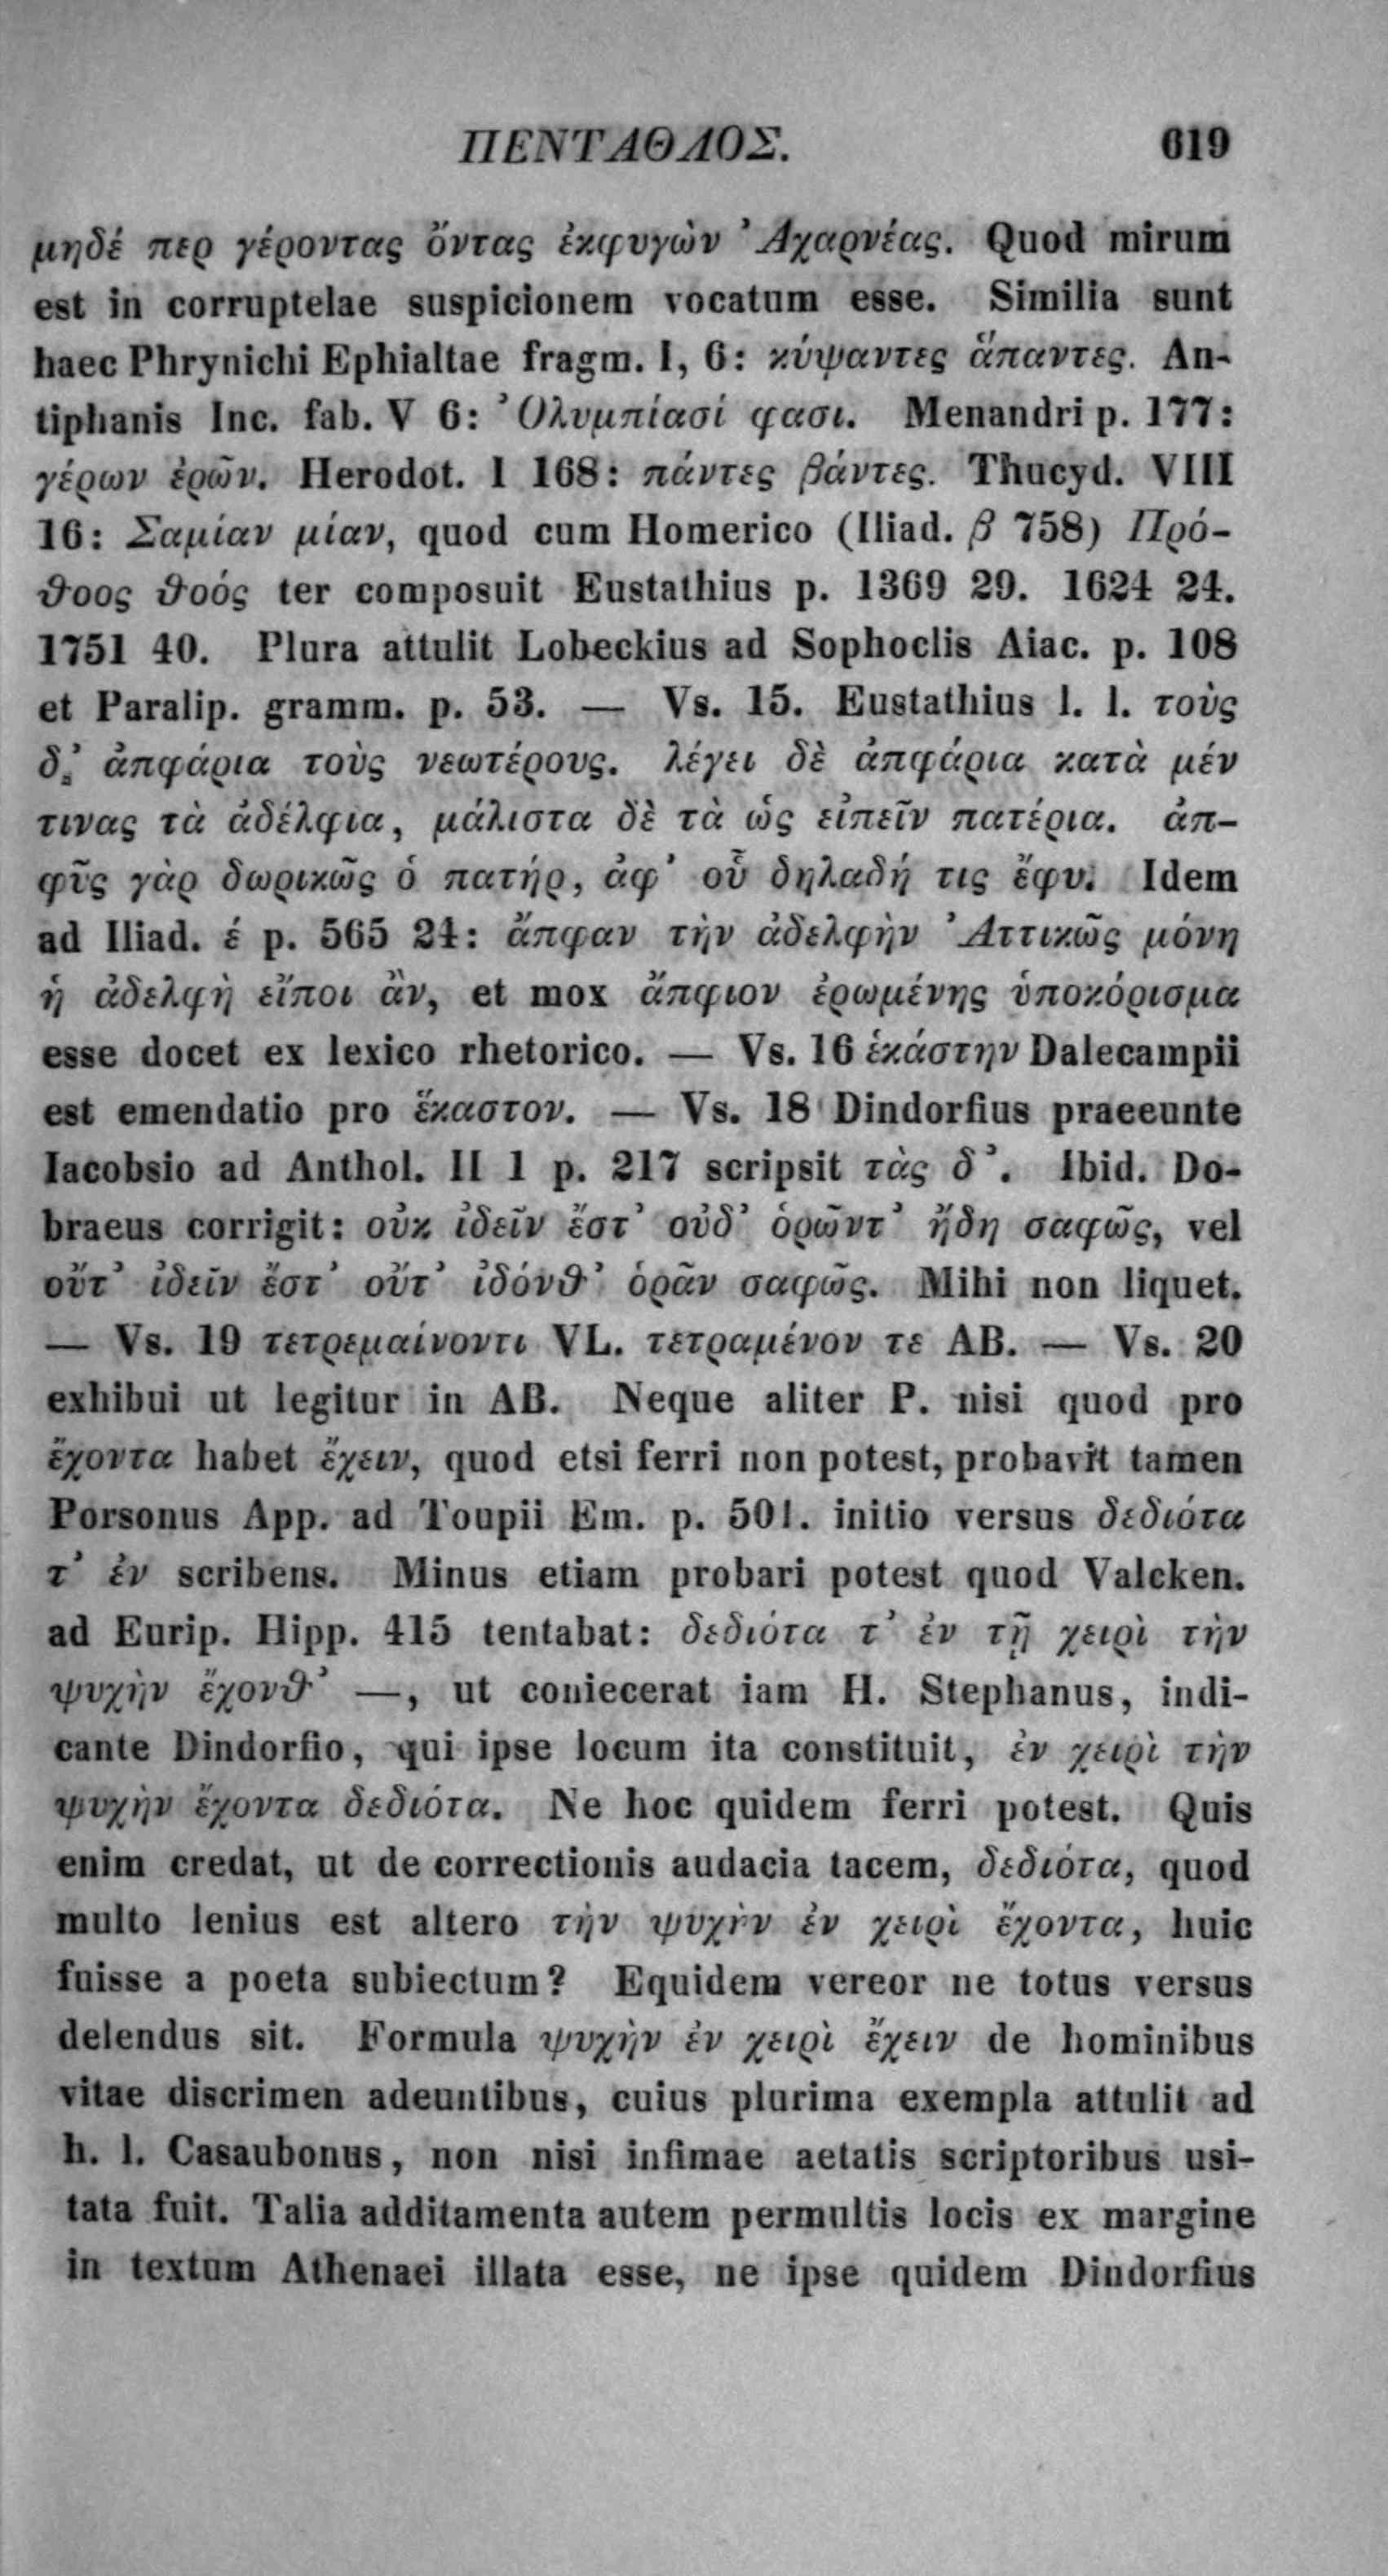 ΠΕΝΤΑΘΛΟΣ. 619
μηδέ περ γέροντας ὄντας ἐκφυγὼν Ἀχαρνέας. Quod mirum
est in corruptelae suspicionem vocatum esse. Similia sunt
haec Phrynichi Ephialtae fragm. I, 6: κύψαντες ἅπαντες. An-
tiphanis Inc. fab. V 6: Ὀλυμπίασί φασι. Menandri p. 177:
γέρων ἐρῶν. Herodot. I 168: πάντες βάντες. Thucyd. VIII
16: Σαμίαν μίαν, quod cum Homerico (Iliad. β 758) Πρό-
θοος θοός ter composuit Eustathius p. 1369 29. 1624 24.
1751 40. Plura attulit Lobeckius ad Sophoclis Aiac. p. 108
et Paralip. gramm. p. 53. — Vs. 15. Eustathius l. l. τοὺς
δ' ἀπφάρια τοὺς νεωτέρους. λέγει δὲ ἀπφάρια κατὰ μέν
τινας τὰ ἀδέλφια, μάλιστα δὲ τὰ ὡς εἰπεῖν πατέρια. ἀπ-
φῦς γὰρ δωρικῶς ὁ πατήρ, ἀφ' οὗ δηλαδή τις ἔφυ. Idem
ad Iliad. έ p. 565 24: ἄπφαν τὴν ἀδελφὴν Ἀττικῶς μόνη
ἡ ἀδελφὴ εἴποι ἂν, et mox ἄπφιον ἐρωμένης ὑποκόρισμα
esse docet ex lexico rhetorico. — Vs. 16 ἑκάστην Dalecampii
est emendatio pro ἕκαστον. — Vs. 18 Dindorfius praeeunte
Iacobsio ad Anthol. II 1 p. 217 scripsit τὰς δ'. Ibid. Do-
braeus corrigit: οὐκ ἰδεῖν ἔστ' οὐδ' ὁρῶντ' ἤδη σαφῶς, vel
οὔτ' ἰδεῖν ἔστ' οὔτ' ἰδόνθ' ὁρᾶν σαφῶς. Mihi non liquet.
— Vs. 19 τετρεμαίνοντι VL. τετραμένον τε AB. — Vs. 20
exhibui ut legitur in AB. Neque aliter P. nisi quod pro
ἔχοντα habet ἔχειν, quod etsi ferri non potest, probavit tamen
Porsonus App. ad Toupii Em. p. 501. initio versus δεδιότα
τ' ἐν scribens. Minus etiam probari potest quod Valcken.
ad Eurip. Hipp. 415 tentabat: δεδιότα τ' ἐν τῇ χειρὶ τὴν
ψυχὴν ἔχονθ' —, ut coniecerat iam H. Stephanus, indi-
cante Dindorfio, qui ipse locum ita constituit, ἐν χειρὶ τὴν
ψυχὴν ἔχοντα δεδιότα. Ne hoc quidem ferri potest. Quis
enim credat, ut de correctionis audacia tacem, δεδιότα, quod
multo lenius est altero τὴν ψυχὴν ἐν χειρὶ ἔχοντα, huic
fuisse a poeta subiectum? Equidem vereor ne totus versus
delendus sit. Formula ψυχὴν ἐν χειρὶ ἔχειν de hominibus
vitae discrimen adeuntibus, cuius plurima exempla attulit ad
h. l. Casaubonus, non nisi infimae aetatis scriptoribus usi-
tata fuit. Talia additamenta autem permultis locis ex margine
in textum Athenaei illata esse, ne ipse quidem Dindorfius